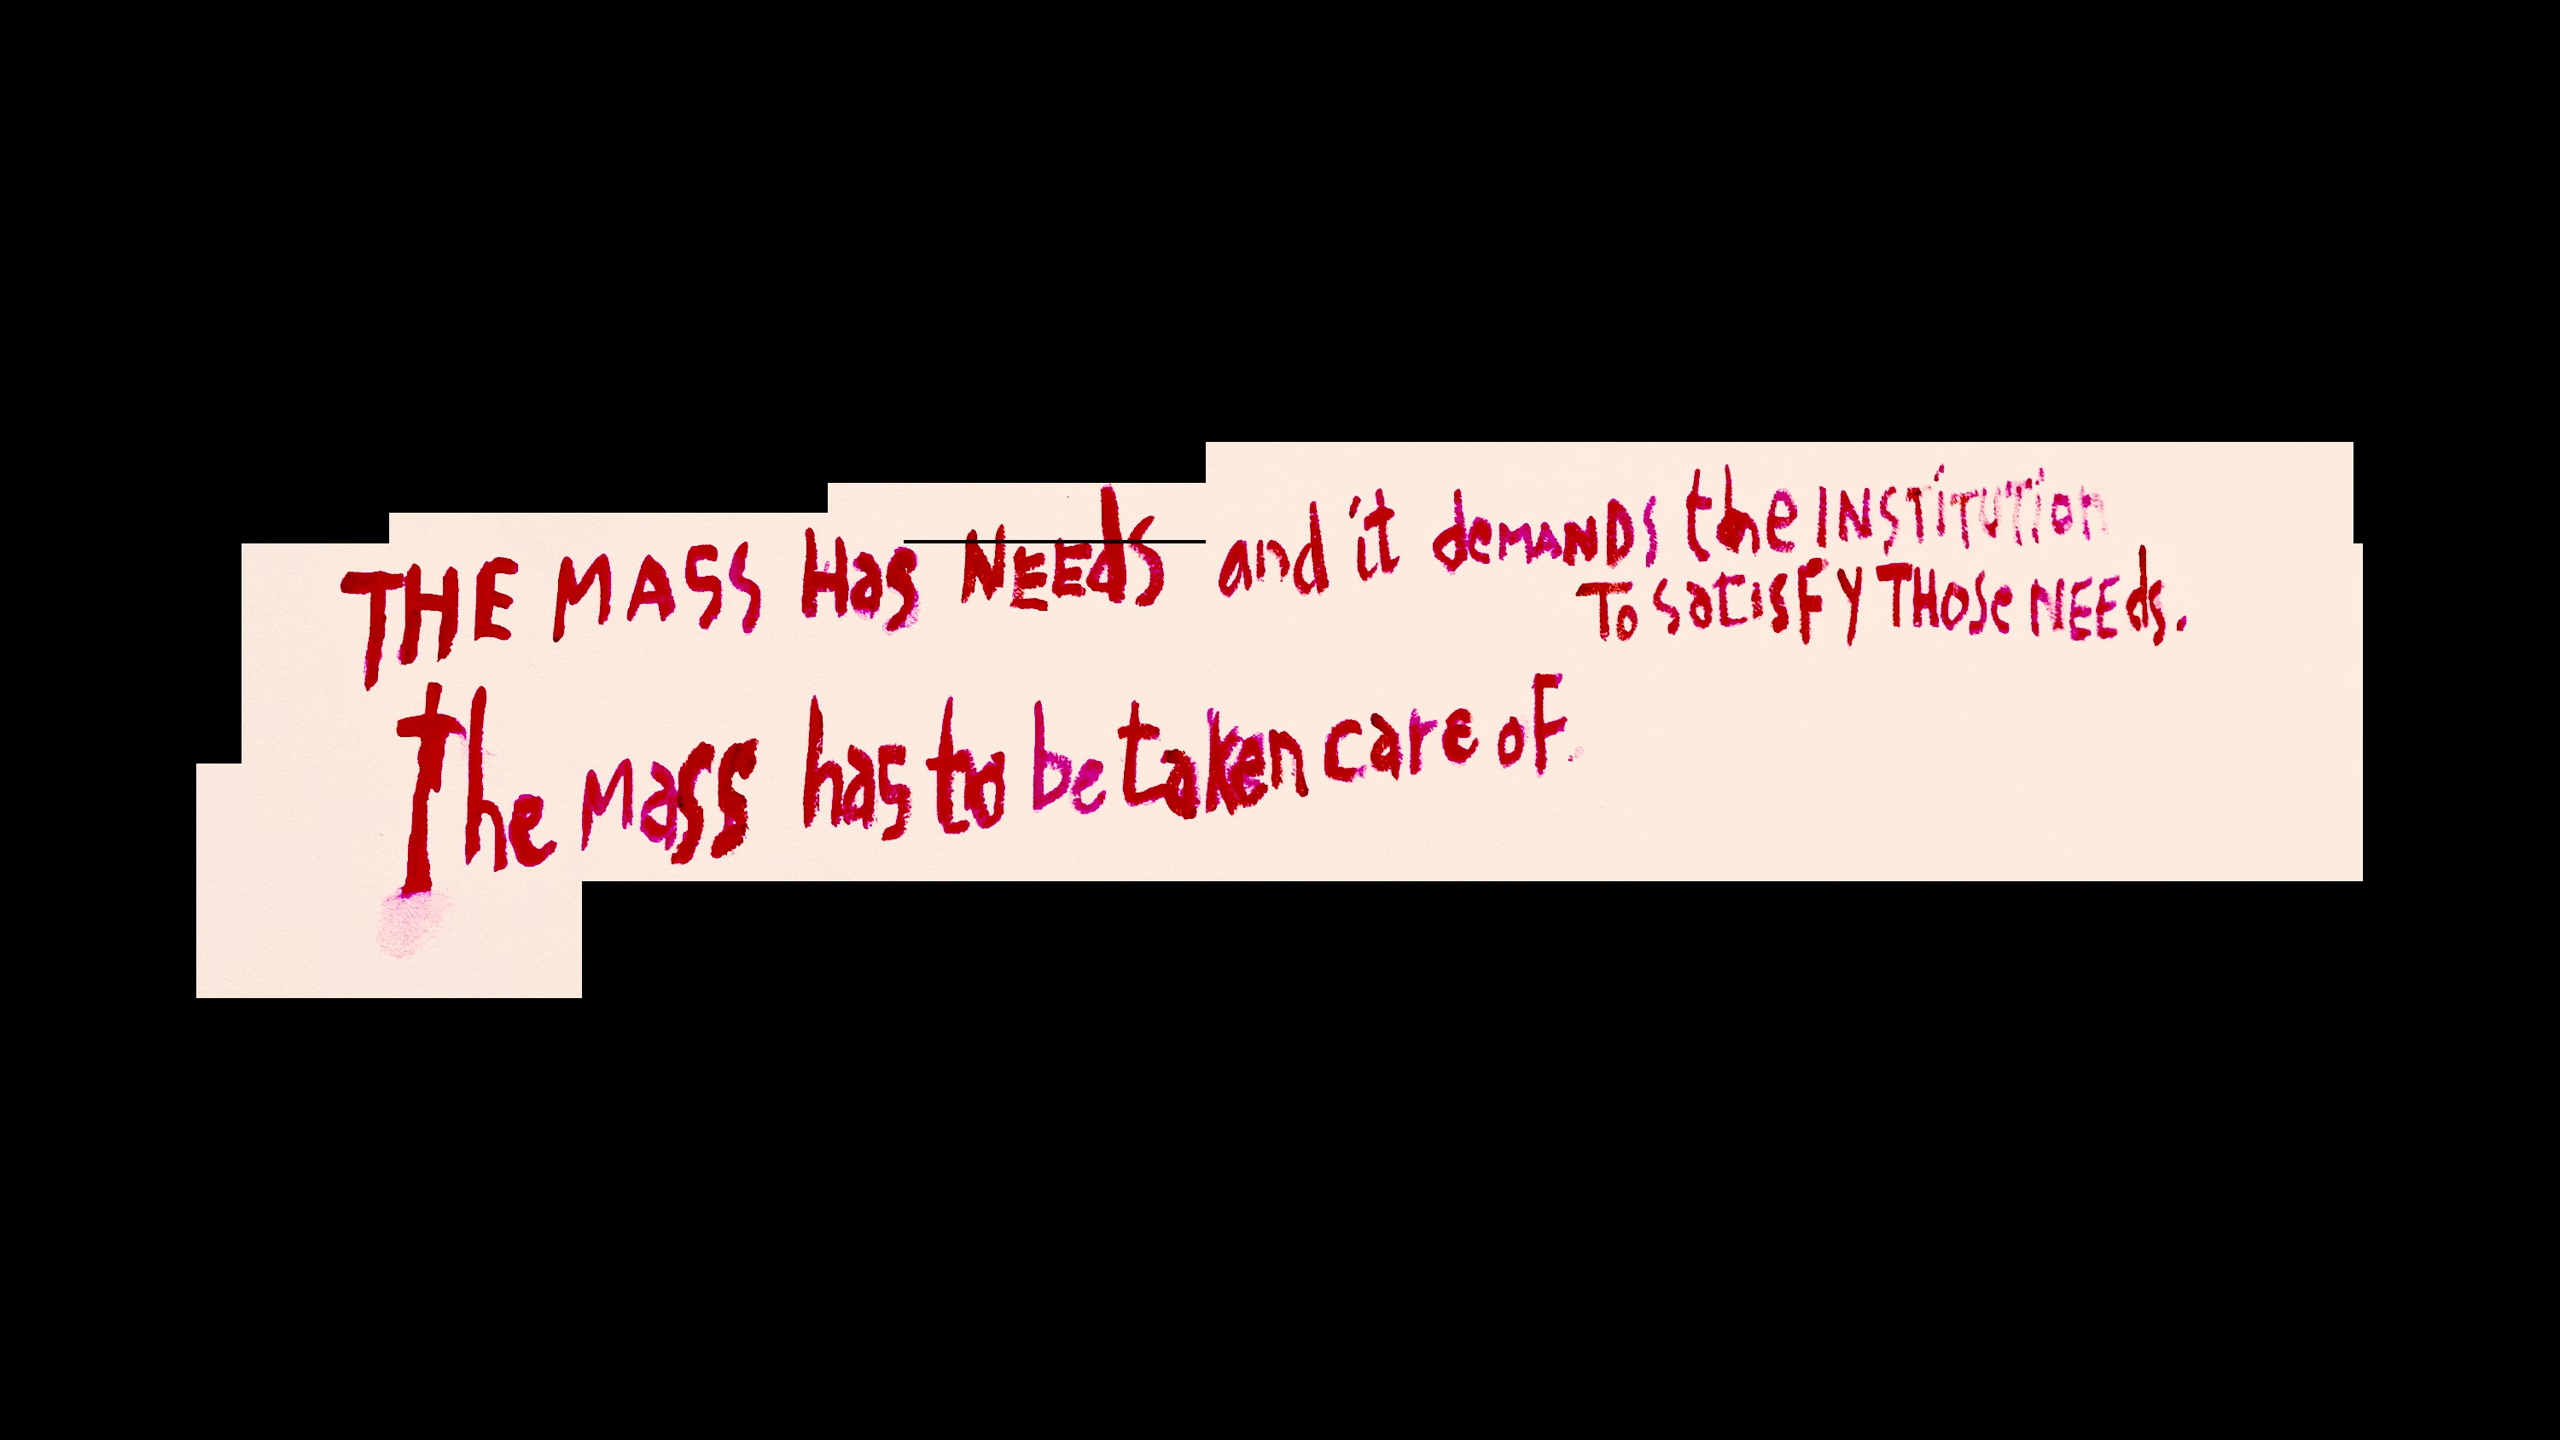 THE MASS Has NEEds and it demANDs the INSTiTUTion
To satisFY THOSe NEEds.
The mass has to be taken care oF.